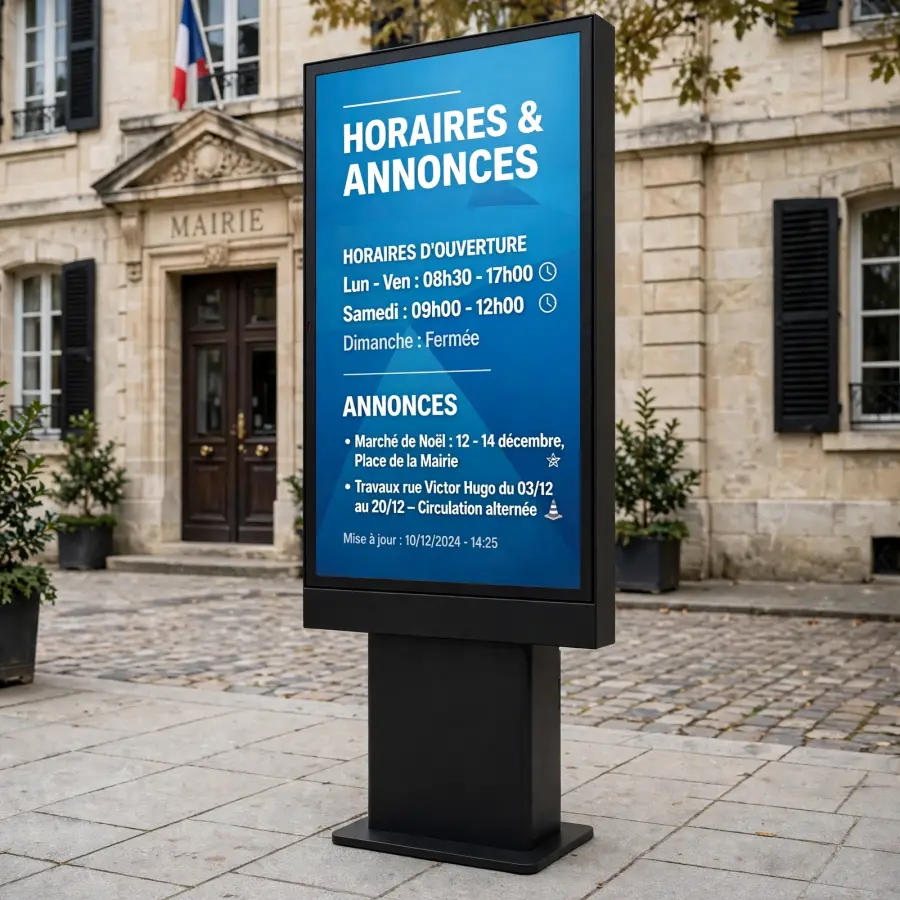 MAIRIE
HORAIRES &
ANNONCES
HORAIRES D'OUVERTURE
Lun - Ven : 08h30 - 17h00
Samedi : 09h00 - 12h00
Dimanche : Fermée
ANNONCES
• Marché de Noël : 12 - 14 décembre,
Place de la Mairie
• Travaux rue Victor Hugo du 03/12
au 20/12 – Circulation alternée
Mise à jour : 10/12/2024 - 14:25